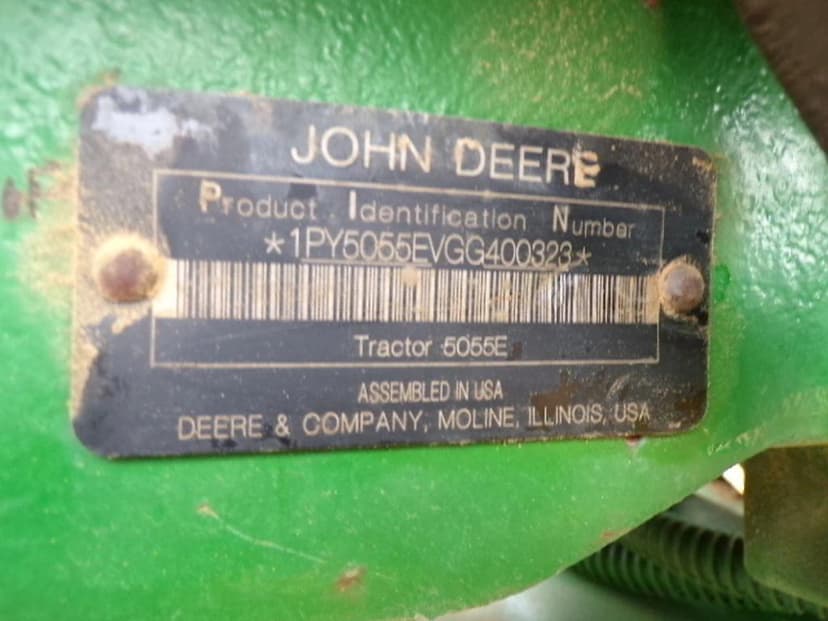 JOHN DEERE
Product Identification Number
*1PY5055EVGG400323*
Tractor 5055E
ASSEMBLED IN USA
DEERE & COMPANY, MOLINE, ILLINOIS, USA